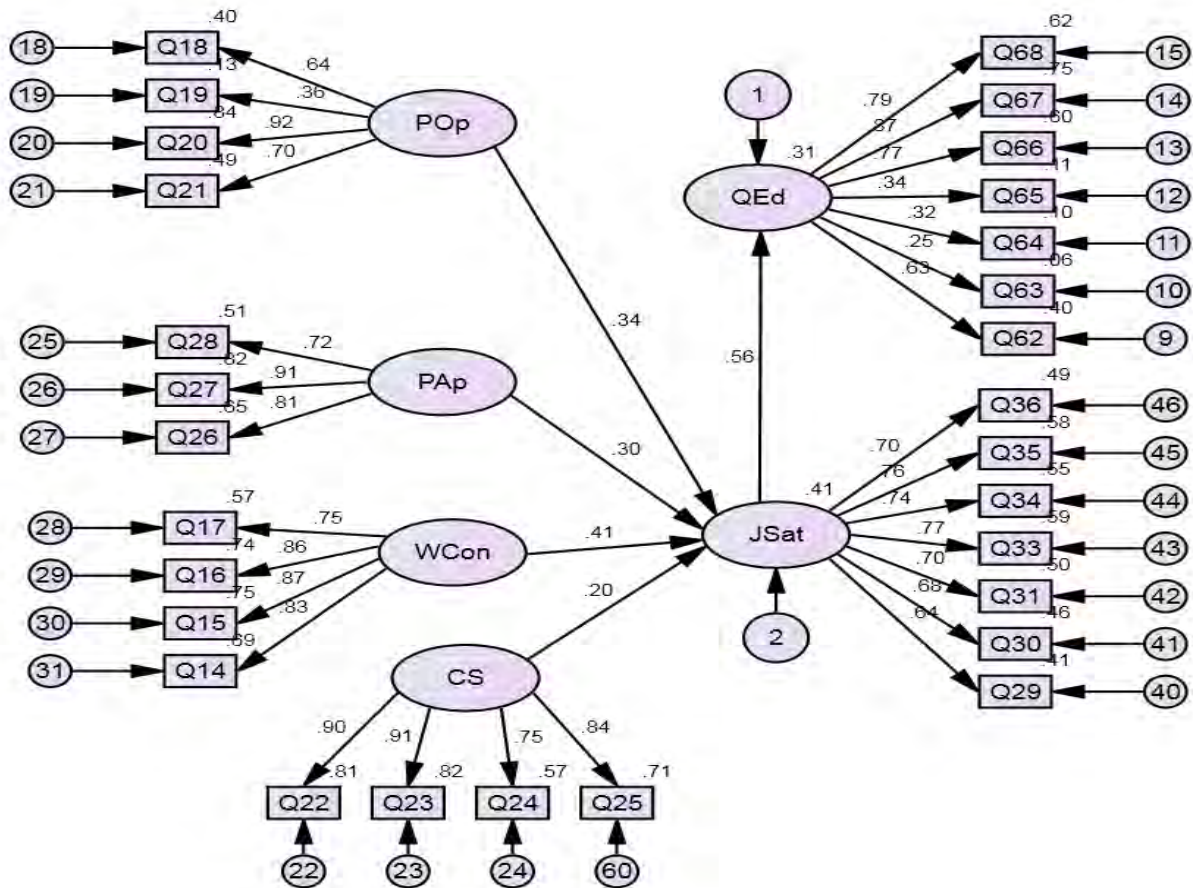 .40
18 Q18 .64
.13
19 Q19 .36
.84
20 Q20 .92
.49
21 Q21 .70
POp
.34
.51
25 Q28 .72
.82
26 Q27 .91
.65
27 Q26 .81
PAp
.30
.57
28 Q17 .75
.74
29 Q16 .86
.75
30 Q15 .87
.69
31 Q14 .83
WCon
.41
CS
.20
.90 .91 .75 .84
.81 .82 .57 .71
Q22 Q23 Q24 Q25
22 23 24 60
1
.31
QEd
.56
.62
.79 Q68 15
.75
.87 Q67 14
.60
.77 Q66 13
.11
.34 Q65 12
.10
.32 Q64 11
.06
.25 Q63 10
.40
.63 Q62 9
.41
JSat
2
.49
.70 Q36 46
.58
.76 Q35 45
.55
.74 Q34 44
.59
.77 Q33 43
.50
.70 Q31 42
.46
.68 Q30 41
.41
.64 Q29 40